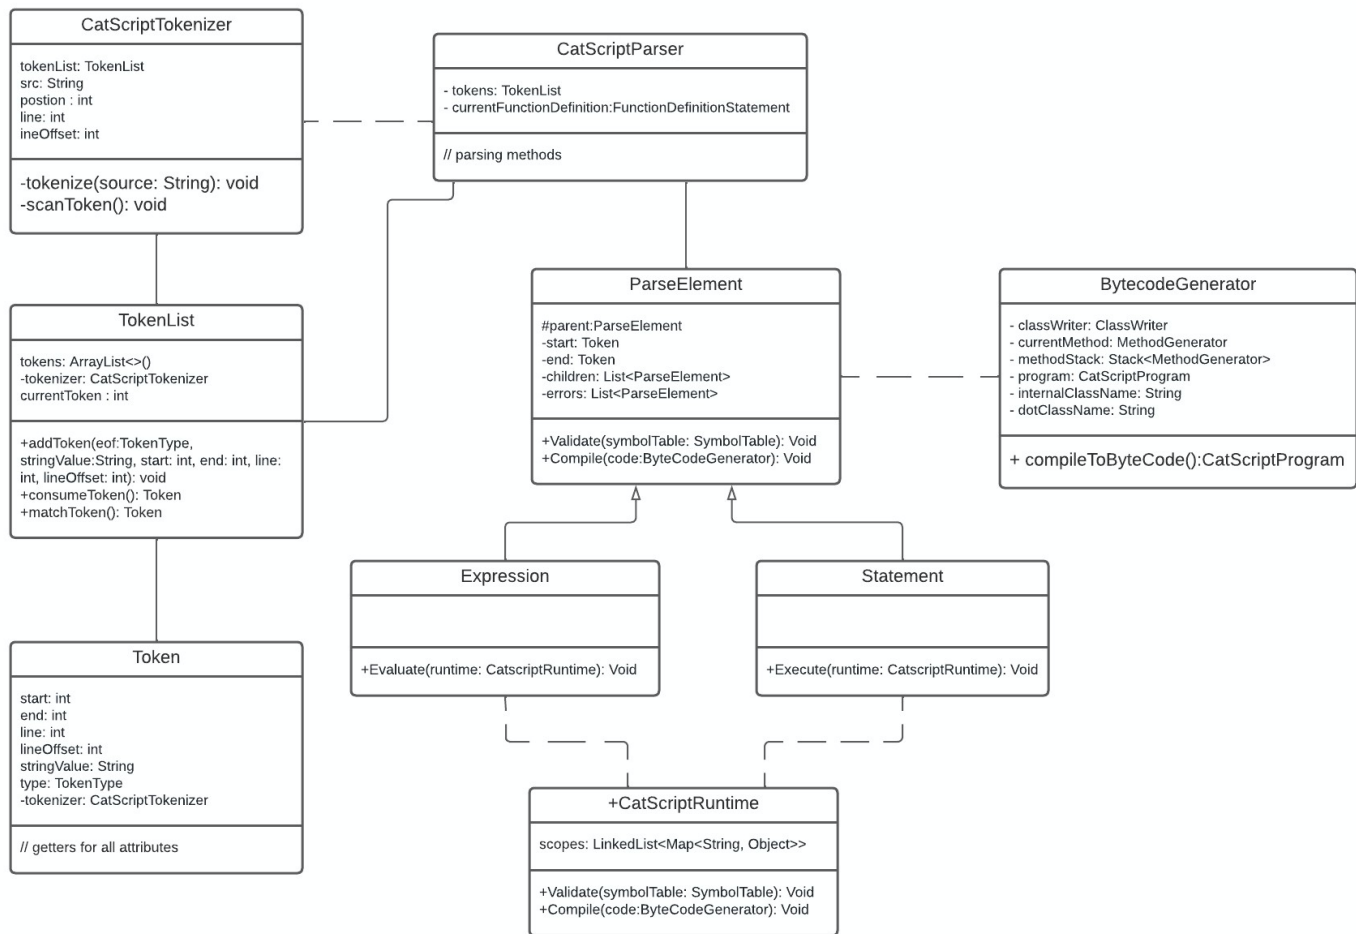 CatScriptTokenizer
tokenList: TokenList
src: String
postion : int
line: int
ineOffset: int
-tokenize(source: String): void
-scanToken(): void
CatScriptParser
- tokens: TokenList
- currentFunctionDefinition:FunctionDefinitionStatement
// parsing methods
TokenList
tokens: ArrayList<>()
-tokenizer: CatScriptTokenizer
currentToken : int
+addToken(eof:TokenType,
stringValue:String, start: int, end: int, line:
int, lineOffset: int): void
+consumeToken(): Token
+matchToken(): Token
ParseElement
#parent:ParseElement
-start: Token
-end: Token
-children: List<ParseElement>
-errors: List<ParseElement>
+Validate(symbolTable: SymbolTable): Void
+Compile(code:ByteCodeGenerator): Void
BytecodeGenerator
- classWriter: ClassWriter
- currentMethod: MethodGenerator
- methodStack: Stack<MethodGenerator>
- program: CatScriptProgram
- internalClassName: String
- dotClassName: String
+ compileToByteCode():CatScriptProgram
Expression
+Evaluate(runtime: CatscriptRuntime): Void
Statement
+Execute(runtime: CatscriptRuntime): Void
Token
start: int
end: int
line: int
lineOffset: int
stringValue: String
type: TokenType
-tokenizer: CatScriptTokenizer
// getters for all attributes
+CatScriptRuntime
scopes: LinkedList<Map<String, Object>>
+Validate(symbolTable: SymbolTable): Void
+Compile(code:ByteCodeGenerator): Void